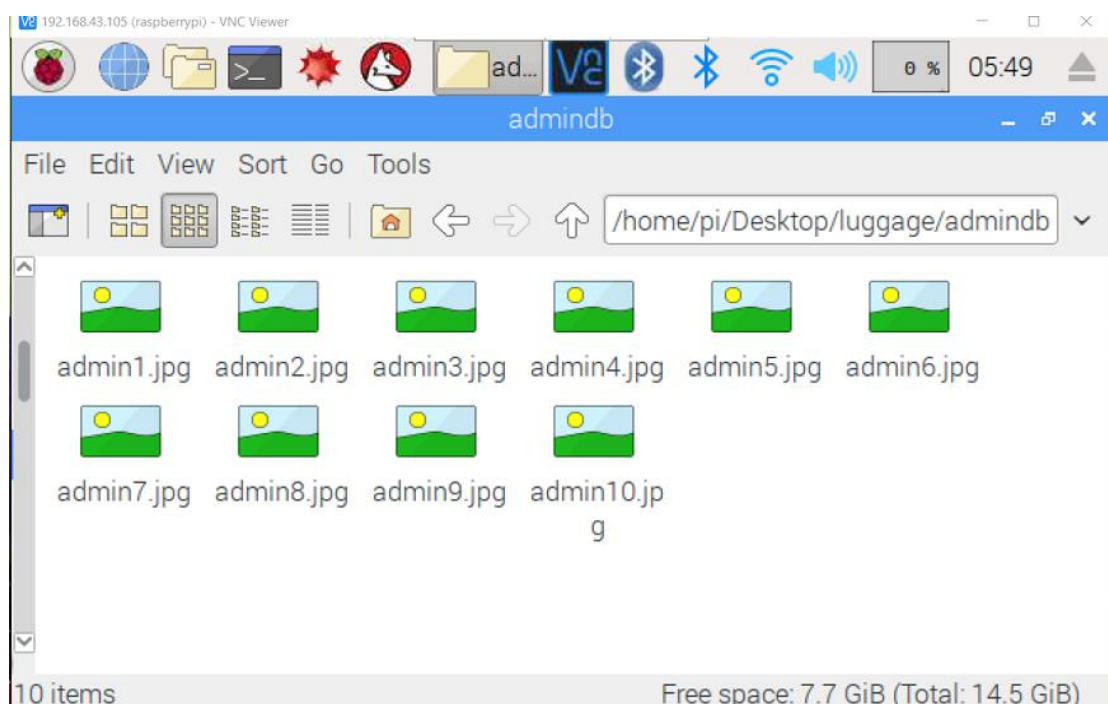 192.168.43.105 (raspberrypi) - VNC Viewer
ad... 0 % 05:49
admindb
File Edit View Sort Go Tools
/home/pi/Desktop/luggage/admindb
admin1.jpg admin2.jpg admin3.jpg admin4.jpg admin5.jpg admin6.jpg
admin7.jpg admin8.jpg admin9.jpg admin10.jp
g
10 items Free space: 7.7 GiB (Total: 14.5 GiB)